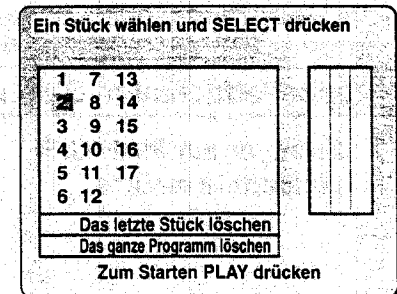 Ein Stück wählen und SELECT drücken
1 7 13
2 8 14
3 9 15
4 10 16
5 11 17
6 12
Das letzte Stück löschen
Das ganze Programm löschen
Zum Starten PLAY drücken